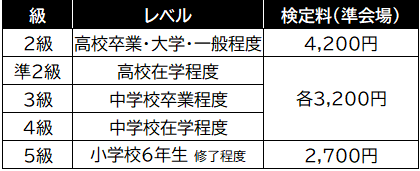 級 レベル 検定料(準会場)
2級 高校卒業・大学・一般程度 4,200円
準2級 高校在学程度
3級 中学校卒業程度 各3,200円
4級 中学校在学程度
5級 小学校6年生 修了程度 2,700円